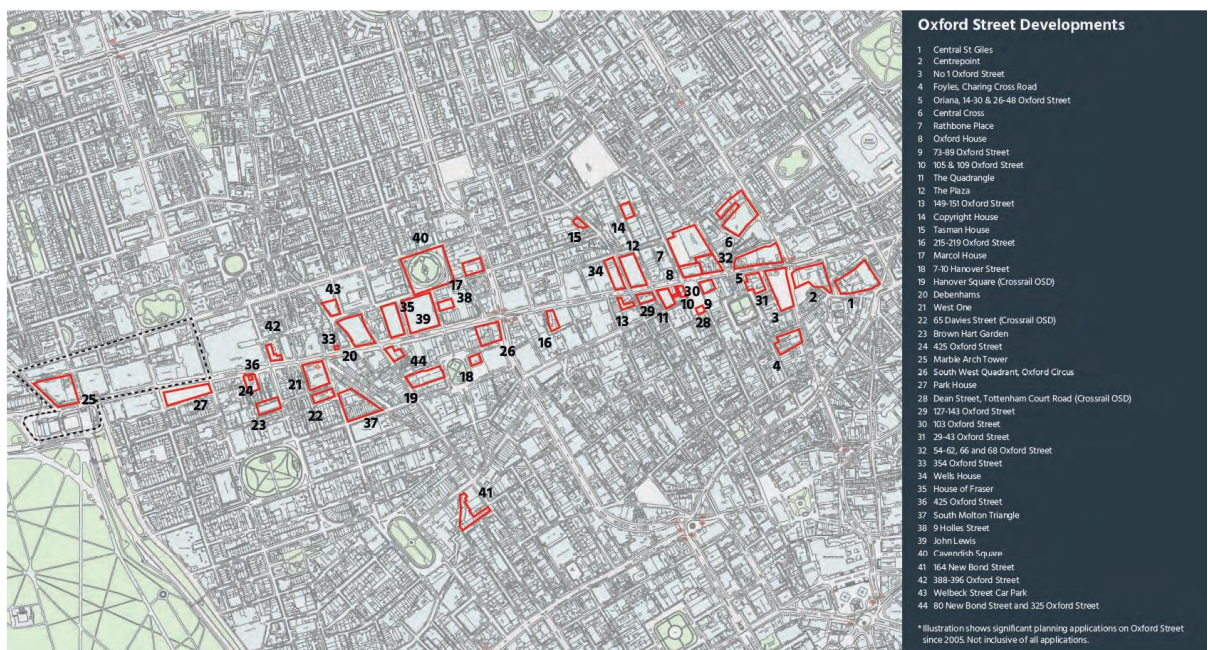 Oxford Street Developments
1 Central St Giles
2 Centrepoint
3 No 1 Oxford Street
4 Foyles, Charing Cross Road
5 Oriana, 14-30 & 26-48 Oxford Street
6 Central Cross
7 Rathbone Place
8 Oxford House
9 73-89 Oxford Street
10 105 & 109 Oxford Street
11 The Quadrangle
12 The Plaza
13 149-151 Oxford Street
14 Copyright House
15 Tasman House
16 215-219 Oxford Street
17 Marcol House
18 7-10 Hanover Street
19 Hanover Square (Crossrail OSD)
20 Debenhams
21 West One
22 65 Davies Street (Crossrail OSD)
23 Brown Hart Garden
24 425 Oxford Street
25 Marble Arch Tower
26 South West Quadrant, Oxford Circus
27 Park House
28 Dean Street, Tottenham Court Road (Crossrail OSD)
29 127-143 Oxford Street
30 103 Oxford Street
31 29-43 Oxford Street
32 54-62, 66 and 68 Oxford Street
33 354 Oxford Street
34 Wells House
35 House of Fraser
36 425 Oxford Street
37 South Molton Triangle
38 9 Holles Street
39 John Lewis
40 Cavendish Square
41 164 New Bond Street
42 388-396 Oxford Street
43 Welbeck Street Car Park
44 80 New Bond Street and 325 Oxford Street
* Illustration shows significant planning applications on Oxford Street
since 2005. Not inclusive of all applications.
14
15
6
40
12
7
32
34
17
8
43
38
5
35
31
2
1
39
30
10
9
3
42
33
13
29
11
28
20
16
26
4
36
44
21
18
24
19
25
27
22
23
37
41